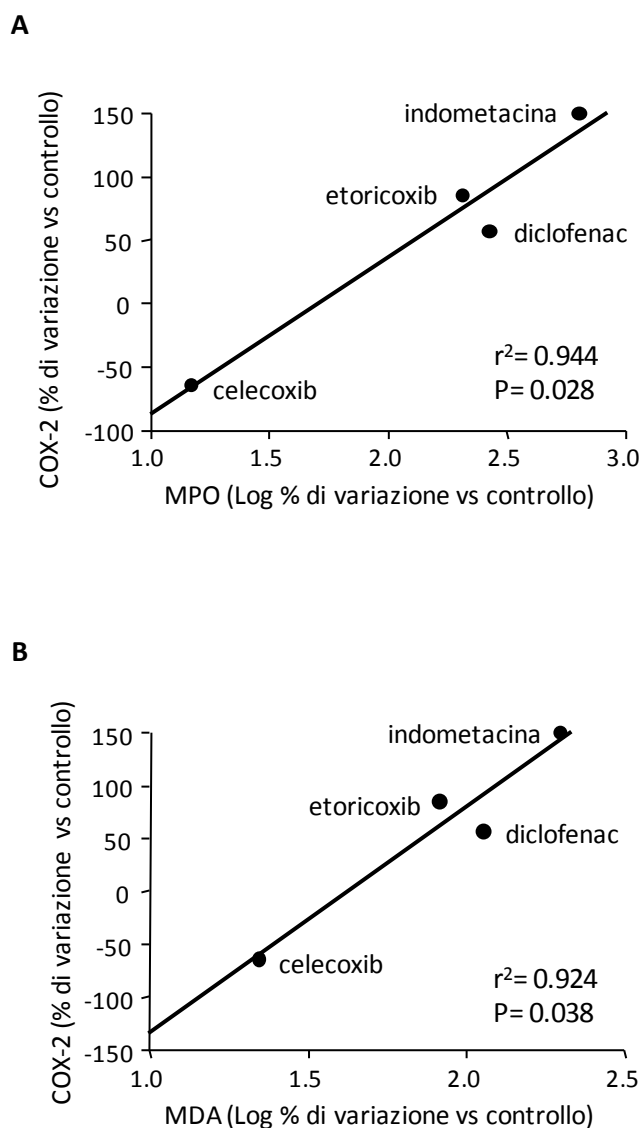 A
COX-2 (% di variazione vs controllo)
150
100
50
0
-50
-100
indometacina
etoricoxib
diclofenac
celecoxib
r²= 0.944
P= 0.028
1.0 1.5 2.0 2.5 3.0
MPO (Log % di variazione vs controllo)
B
COX-2 (% di variazione vs controllo)
150
100
50
0
-50
-100
-150
indometacina
etoricoxib
diclofenac
celecoxib
r²= 0.924
P= 0.038
1.0 1.5 2.0 2.5
MDA (Log % di variazione vs controllo)